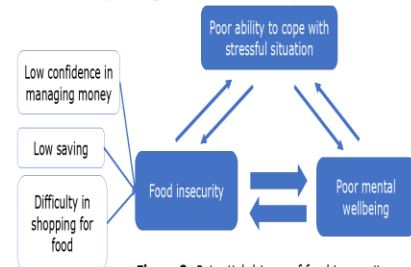 Poor ability to cope with
stressful situation
Low confidence in
managing money
Low saving
Difficulty in
shopping for
food
Food insecurity
Poor mental
wellbeing